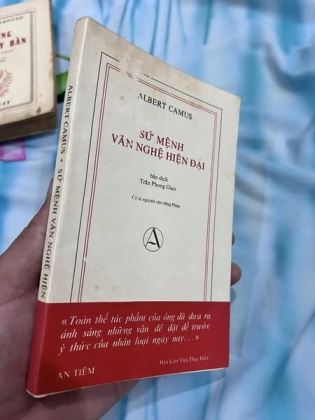 ALBERT CAMUS
SỨ MỆNH
VĂN NGHỆ HIỆN ĐẠI
bản dịch
Trần Phong Giao
Có in nguyên văn tiếng Pháp
A
« Toàn thể tác phẩm của ông đã đưa ra
ánh sáng những vấn đề đặt để trước
ý thức của nhân loại ngày nay.... »
Hàn Lâm Viện Thụy Điển
AN TIÊM
ALBERT CAMUS • SỨ MỆNH VĂN NGHỆ HIỆN